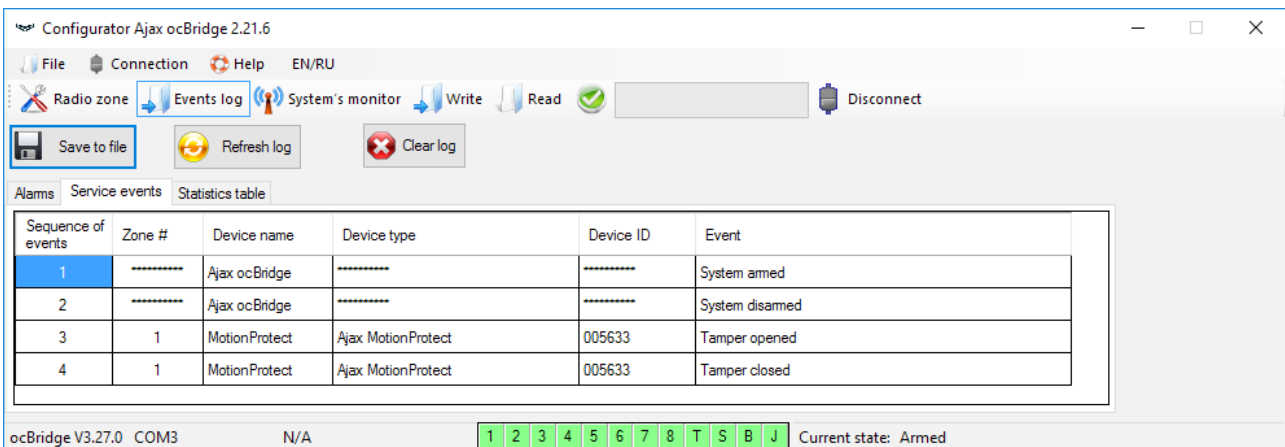 Configurator Ajax ocBridge 2.21.6
File Connection Help EN/RU
Radio zone Events log System's monitor Write Read Disconnect
Save to file Refresh log Clear log
Alarms Service events Statistics table
Sequence of events Zone # Device name Device type Device ID Event
1 ********** Ajax ocBridge ********** ********** System armed
2 ********** Ajax ocBridge ********** ********** System disarmed
3 1 MotionProtect Ajax MotionProtect 005633 Tamper opened
4 1 MotionProtect Ajax MotionProtect 005633 Tamper closed
ocBridge V3.27.0 COM3 N/A 1 2 3 4 5 6 7 8 T S B J Current state: Armed